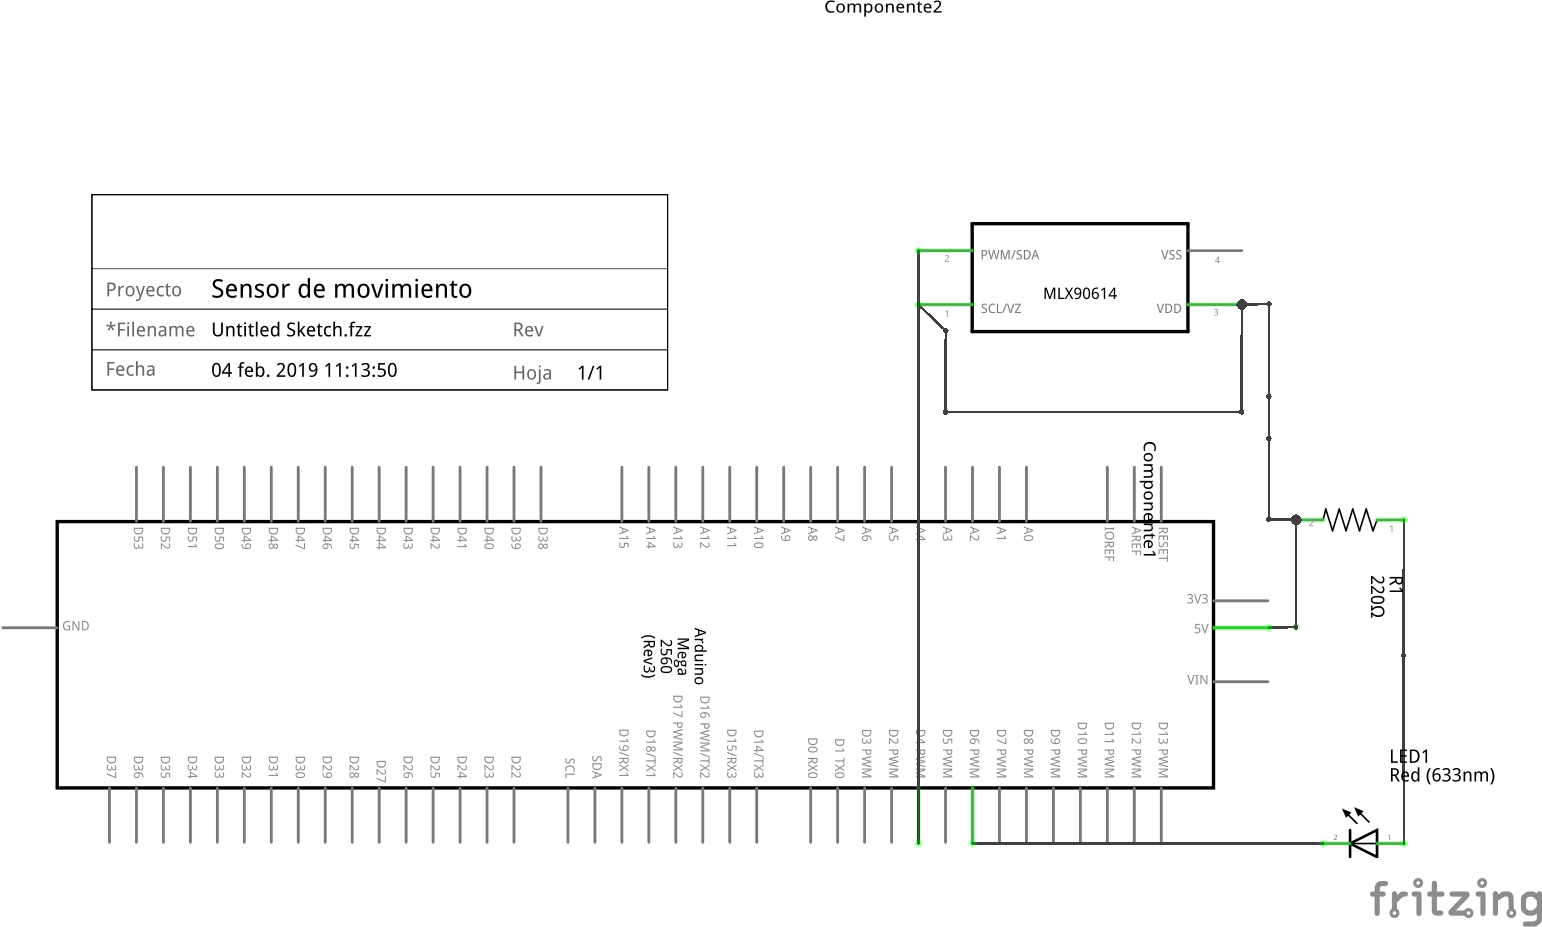 Componente2
Proyecto Sensor de movimiento
*Filename Untitled Sketch.fzz Rev
Fecha 04 feb. 2019 11:13:50 Hoja 1/1
2 PWM/SDA VSS 4
MLX90614
1 SCL/VZ VDD 3
Componente1
D53 D52 D51 D50 D49 D48 D47 D46 D45 D44 D43 D42 D41 D40 D39 D38 A15 A14 A13 A12 A11 A10 A9 A8 A7 A6 A5 A4 A3 A2 A1 A0 IOREF AREF RESET
2 1
R1
220Ω
3V3
GND 5V
VIN
Arduino
Mega
2560
(Rev3)
D37 D36 D35 D34 D33 D32 D31 D30 D29 D28 D27 D26 D25 D24 D23 D22 SCL SDA D19/RX1 D18/TX1 D17 PWM/RX2 D16 PWM/TX2 D15/RX3 D14/TX3 D0 RX0 D1 TX0 D3 PWM D2 PWM D4 PWM D5 PWM D6 PWM D7 PWM D8 PWM D9 PWM D10 PWM D11 PWM D12 PWM D13 PWM
LED1
Red (633nm)
2 1
fritzing